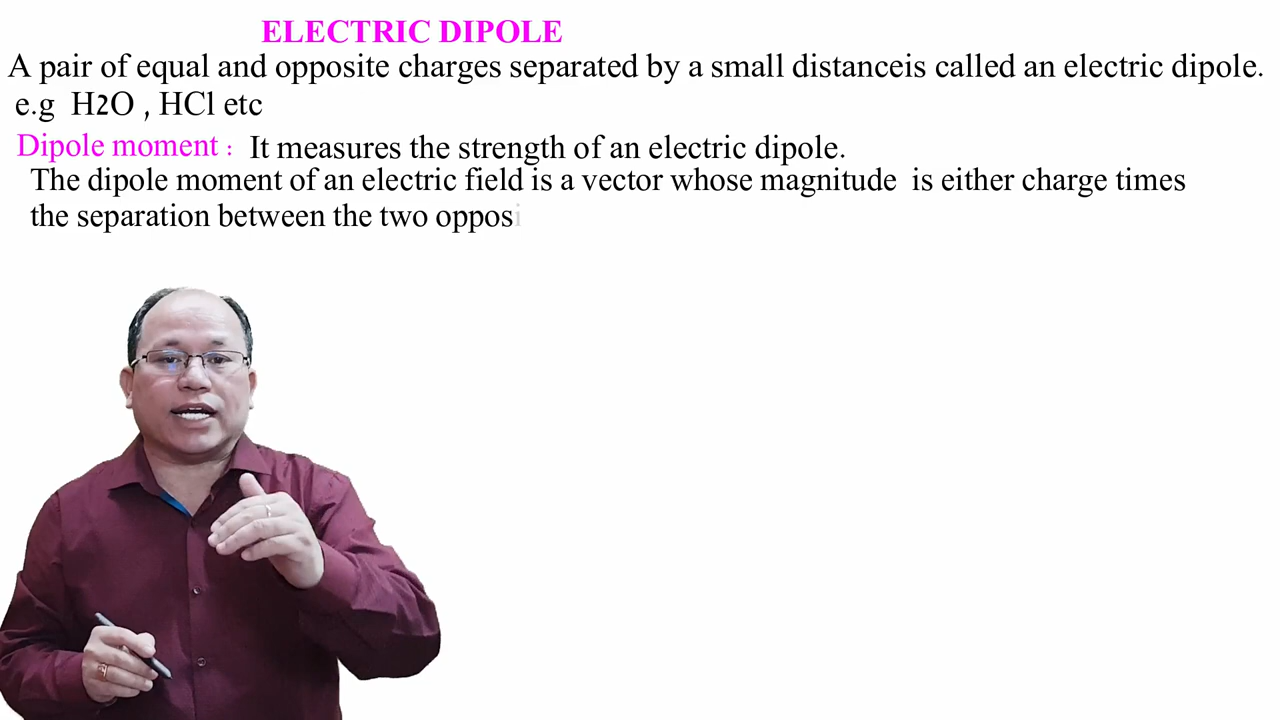 ELECTRIC DIPOLE
A pair of equal and opposite charges separated by a small distanceis called an electric dipole.
e.g H2O , HCl etc
Dipole moment : It measures the strength of an electric dipole.
The dipole moment of an electric field is a vector whose magnitude is either charge times
the separation between the two opposi